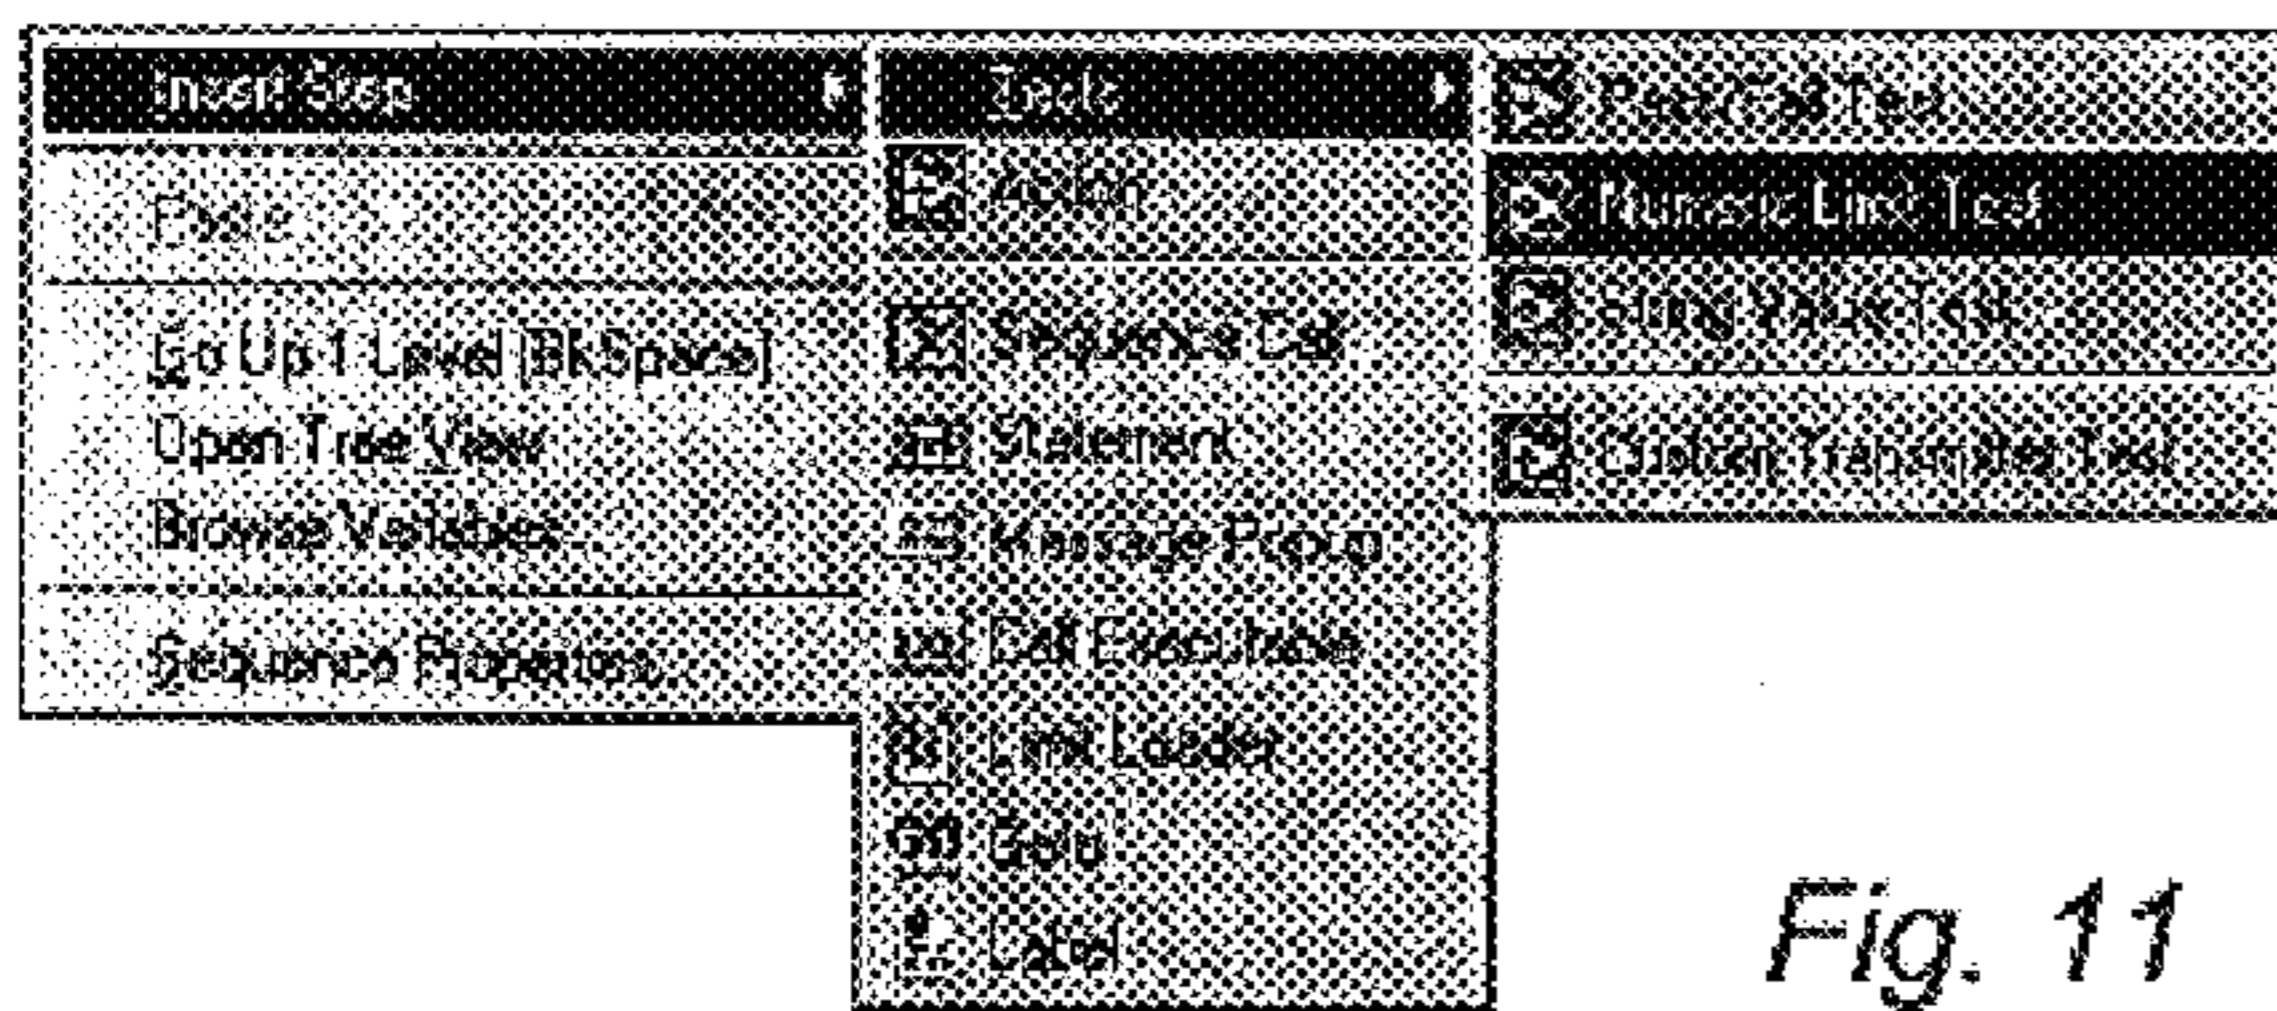 Insert Step
Paste
Go Up 1 Level (BkSpace)
Open Tree View
Browse Variables
Sequence Properties
Tests
Action
Sequence Call
Statement
Message Popup
Call Executable
Limit Loader
Goto
Label
Pass/Fail Test
Numeric Limit Test
String Value Test
Custom Transmitter Test
Fig. 11